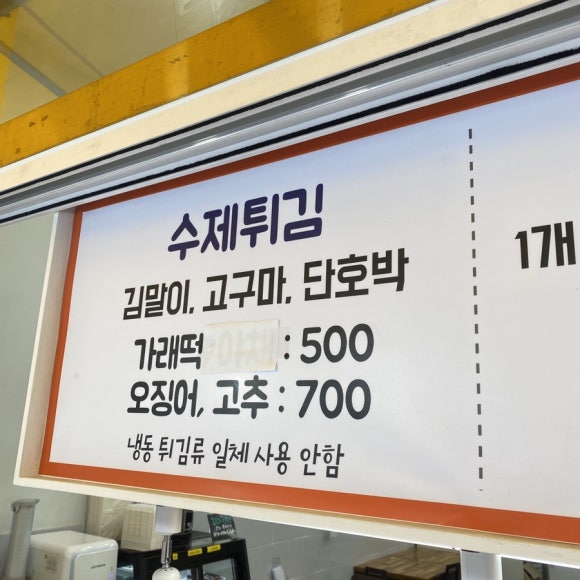 수제튀김
김말이, 고구마, 단호박
가래떡 : 500
오징어, 고추 : 700
냉동 튀김류 일체 사용 안함
1개